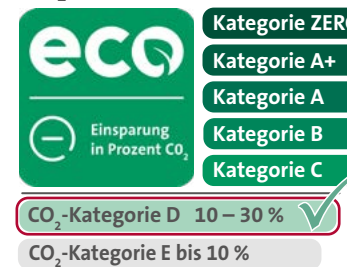 eco
Einsparung
in Prozent CO₂
Kategorie ZERO
Kategorie A+
Kategorie A
Kategorie B
Kategorie C
CO₂-Kategorie D 10 – 30 %
CO₂-Kategorie E bis 10 %